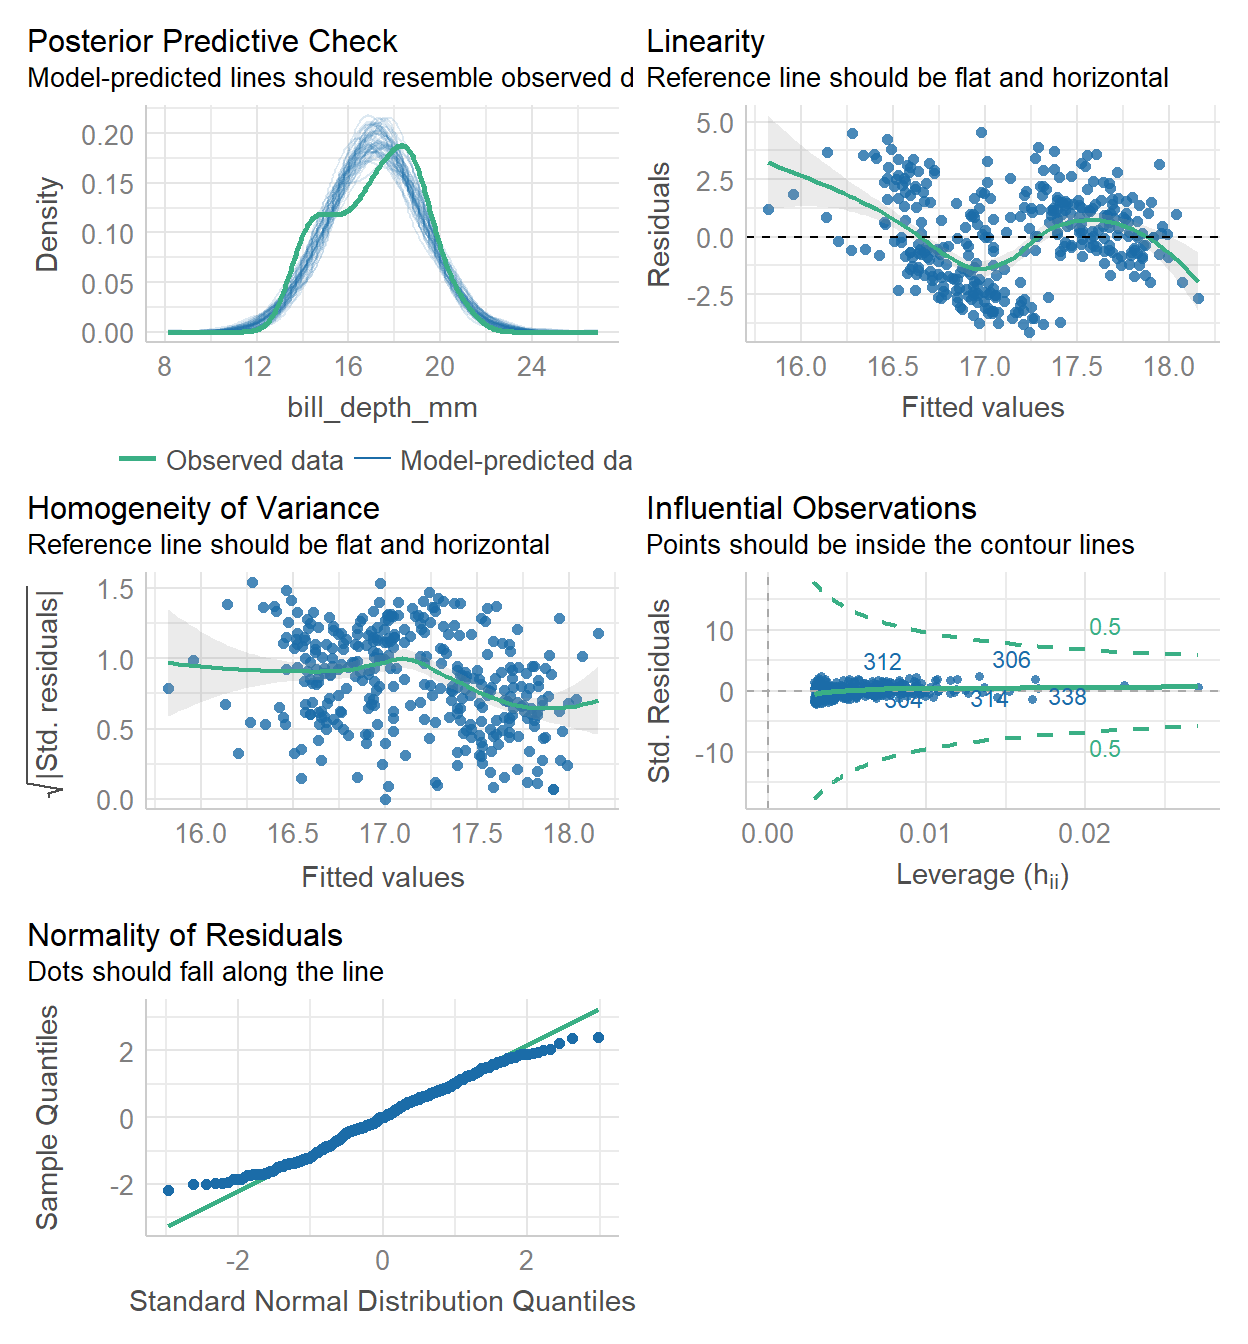 Posterior Predictive Check
Model-predicted lines should resemble observed d
Density
0.20
0.15
0.10
0.05
0.00
8 12 16 20 24
bill_depth_mm
Observed data Model-predicted da
Linearity
Reference line should be flat and horizontal
Residuals
5.0
2.5
0.0
-2.5
16.0 16.5 17.0 17.5 18.0
Fitted values
Homogeneity of Variance
Reference line should be flat and horizontal
√|Std. residuals|
1.5
1.0
0.5
0.0
16.0 16.5 17.0 17.5 18.0
Fitted values
Influential Observations
Points should be inside the contour lines
Std. Residuals
10
0
-10
0.5
312 306
304 314 338
0.5
0.00 0.01 0.02
Leverage (hii)
Normality of Residuals
Dots should fall along the line
Sample Quantiles
2
0
-2
-2 0 2
Standard Normal Distribution Quantiles